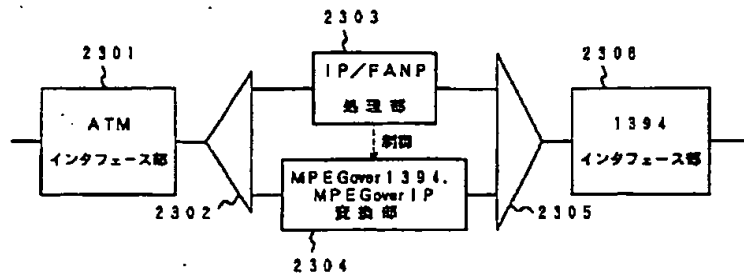 2303
2301
IP/FANP
処理部
2306
ATM
インタフェース部
1394
インタフェース部
制御
MPEGover1394,
MPEGoverIP
変換部
2302
2305
2304